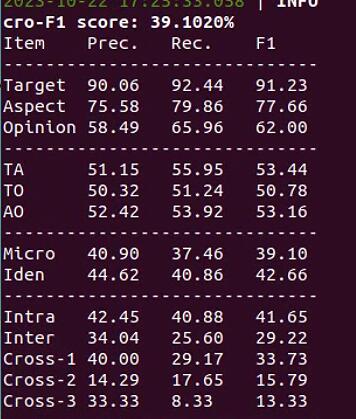 2023-10-22 17:25:33.058 | INFO
cro-F1 score: 39.1020%
Item Prec. Rec. F1
------------------------------
Target 90.06 92.44 91.23
Aspect 75.58 79.86 77.66
Opinion 58.49 65.96 62.00
------------------------------
TA 51.15 55.95 53.44
TO 50.32 51.24 50.78
AO 52.42 53.92 53.16
------------------------------
Micro 40.90 37.46 39.10
Iden 44.62 40.86 42.66
------------------------------
Intra 42.45 40.88 41.65
Inter 34.04 25.60 29.22
Cross-1 40.00 29.17 33.73
Cross-2 14.29 17.65 15.79
Cross-3 33.33 8.33 13.33